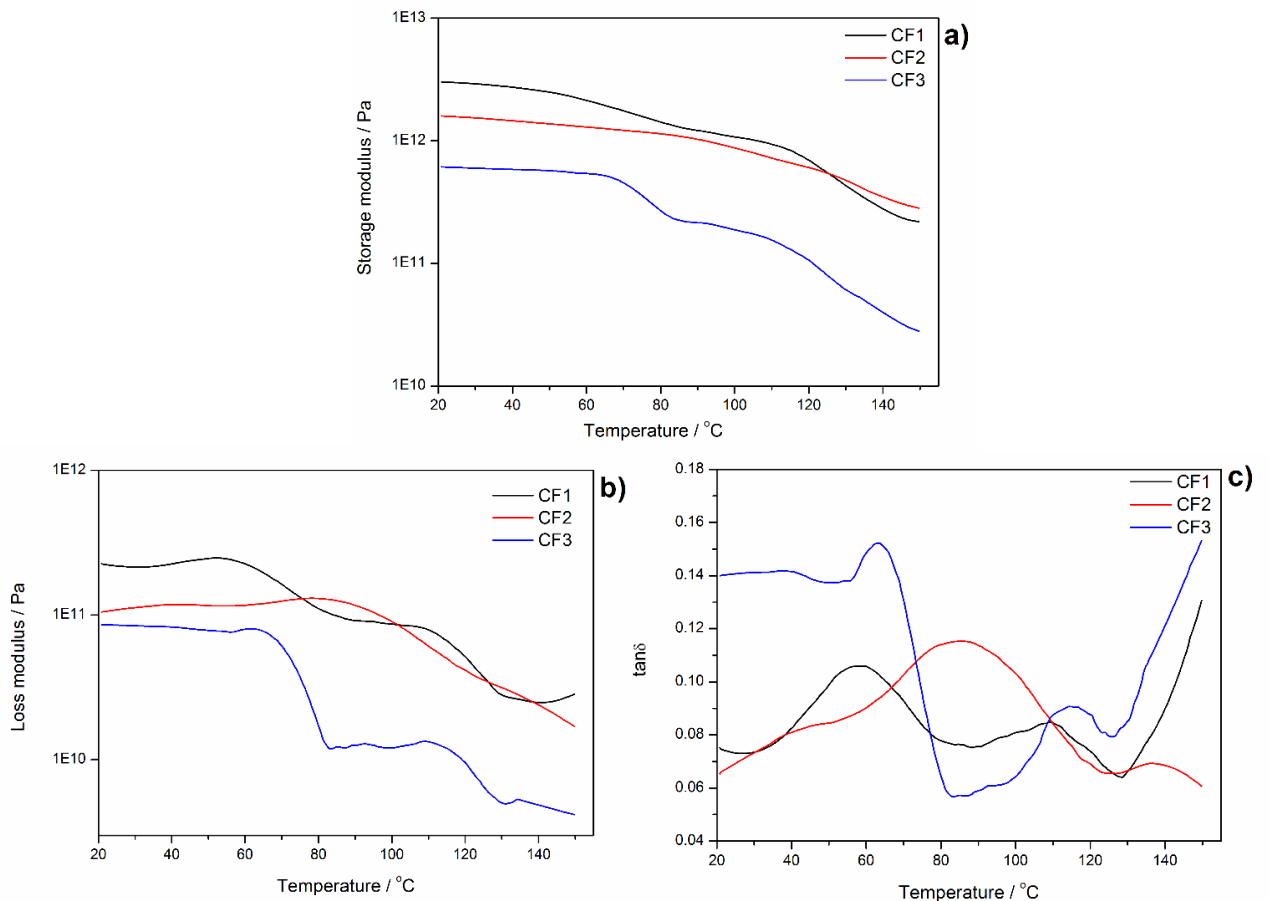 a)
1E13
1E12
1E11
1E10
Storage modulus / Pa
CF1
CF2
CF3
20 40 60 80 100 120 140
Temperature / °C
b)
1E12
1E11
1E10
Loss modulus / Pa
CF1
CF2
CF3
20 40 60 80 100 120 140
Temperature / °C
c)
0.18
0.16
0.14
0.12
0.10
0.08
0.06
0.04
tanδ
CF1
CF2
CF3
20 40 60 80 100 120 140
Temperature / °C